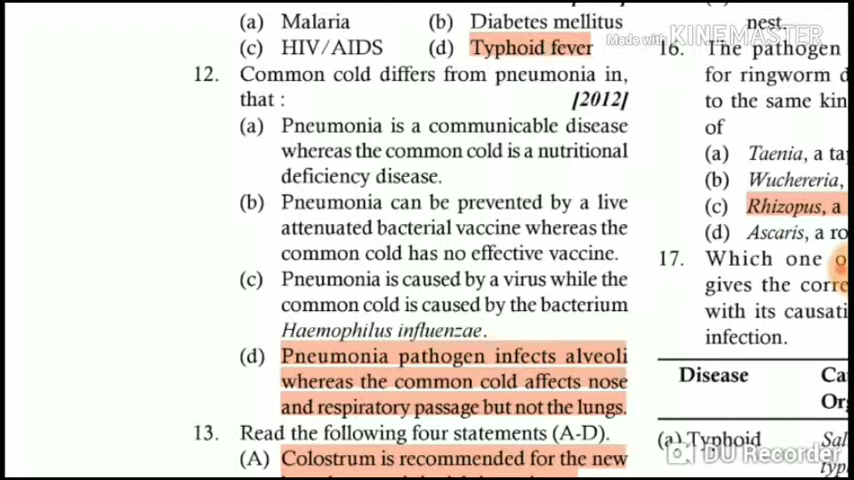 (a) Malaria (b) Diabetes mellitus
(c) HIV/AIDS (d) Typhoid fever
12. Common cold differs from pneumonia in,
that : [2012]
(a) Pneumonia is a communicable disease
whereas the common cold is a nutritional
deficiency disease.
(b) Pneumonia can be prevented by a live
attenuated bacterial vaccine whereas the
common cold has no effective vaccine.
(c) Pneumonia is caused by a virus while the
common cold is caused by the bacterium
Haemophilus influenzae.
(d) Pneumonia pathogen infects alveoli
whereas the common cold affects nose
and respiratory passage but not the lungs.
13. Read the following four statements (A-D).
(A) Colostrum is recommended for the new
nest.
Made with KINEMASTER
16. The pathogen
for ringworm
to the same kin
of
(a) Taenia, a ta
(b) Wuchereria,
(c) Rhizopus, a
(d) Ascaris, a ro
17. Which one o
gives the corre
with its causati
infection.
Disease Ca
Org
(a) Typhoid Sal
typ
DU Recorder